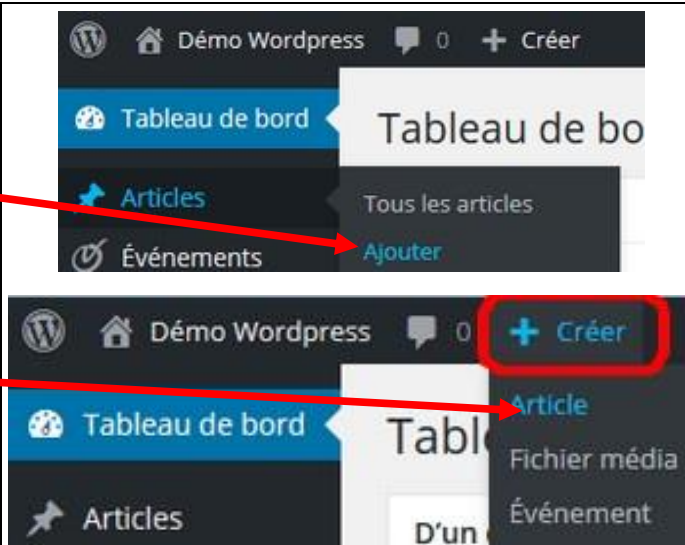 Démo Wordpress 0 + Créer
Tableau de bord
Tableau de bo
Articles
Tous les articles
Événements
Ajouter
Démo Wordpress 0 + Créer
Article
Tableau de bord
Tabl
Fichier média
Articles
D'un
Événement